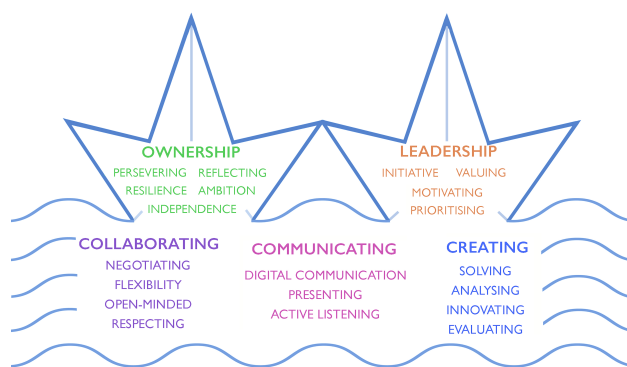 OWNERSHIP
PERSEVERING REFLECTING
RESILIENCE AMBITION
INDEPENDENCE
LEADERSHIP
INITIATIVE VALUING
MOTIVATING
PRIORITISING
COLLABORATING
NEGOTIATING
FLEXIBILITY
OPEN-MINDED
RESPECTING
COMMUNICATING
DIGITAL COMMUNICATION
PRESENTING
ACTIVE LISTENING
CREATING
SOLVING
ANALYSING
INNOVATING
EVALUATING